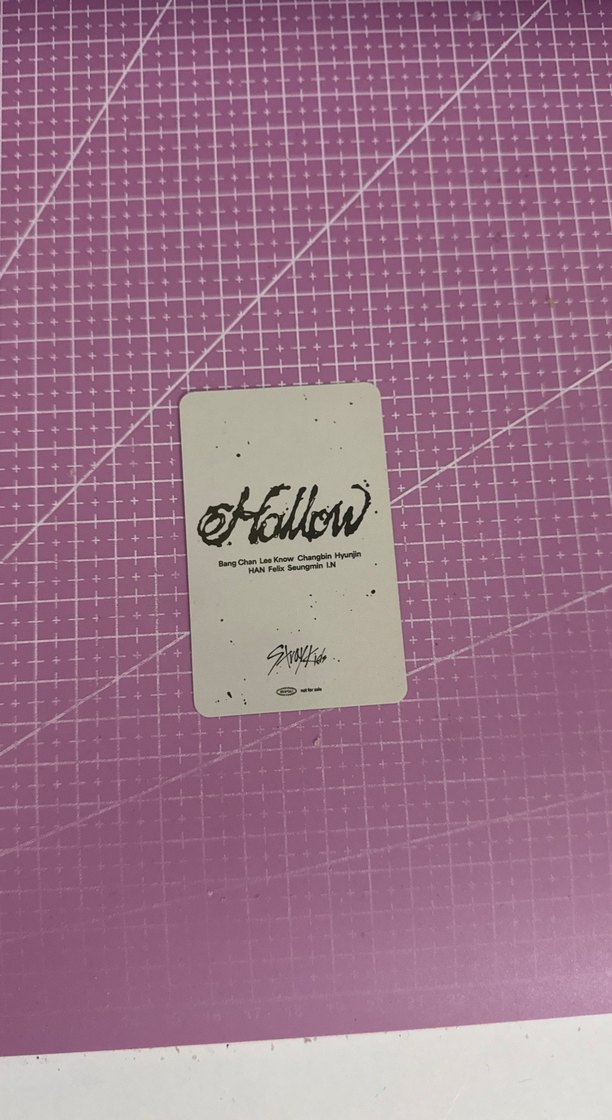 Hollow
Bang Chan Lee Know Changbin Hyunjin
HAN Felix Seungmin I.N
Stray Kids
not for sale